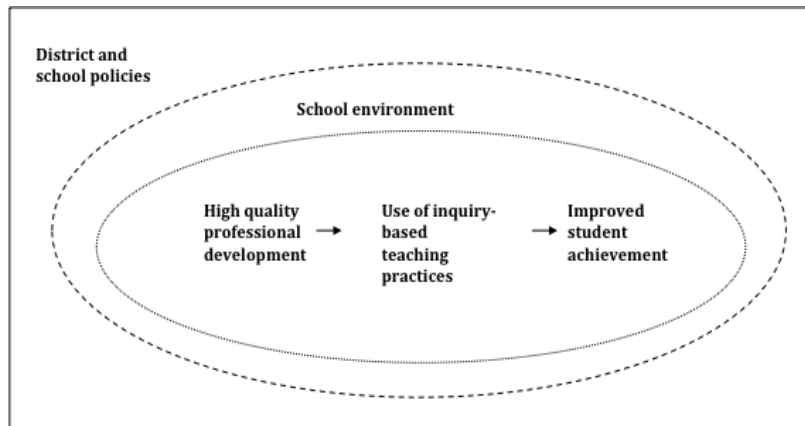 District and
school policies
School environment
High quality
professional
development
Use of inquiry-
based
teaching
practices
Improved
student
achievement